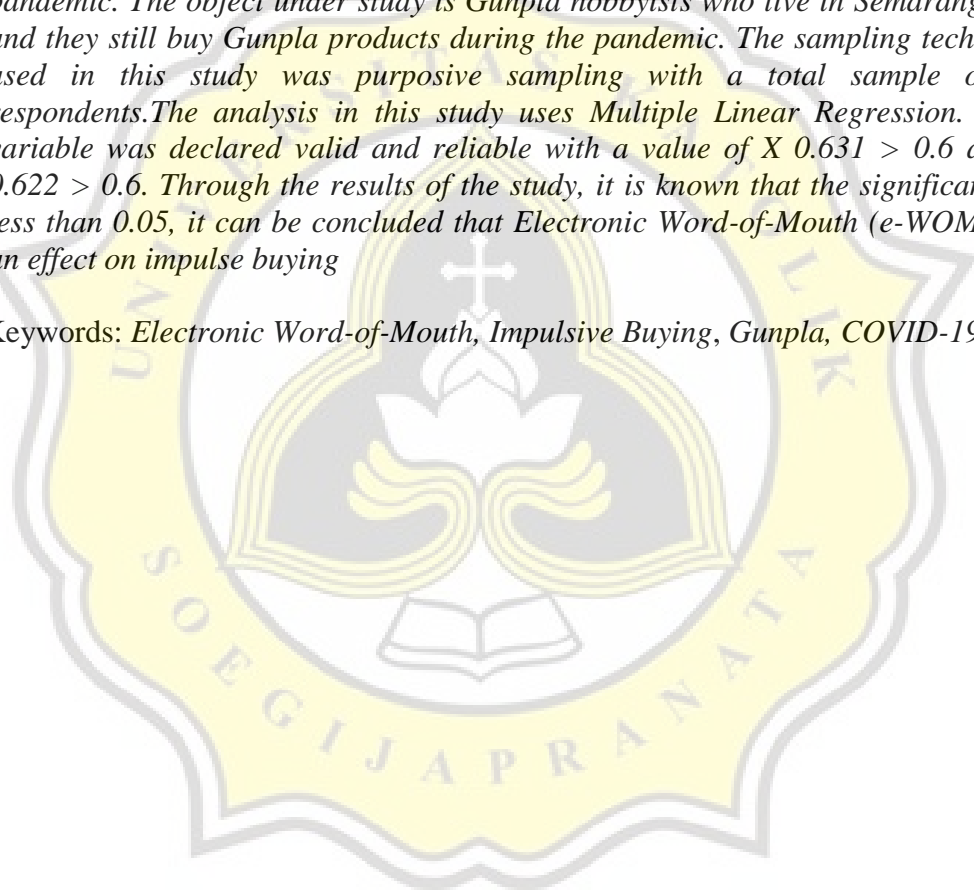 pandemic. The object under study is Gunpla hobbyists who live in Semarang
and they still buy Gunpla products during the pandemic. The sampling
used in this study was purposive sampling with a total sample
respondents.The analysis in this study uses Multiple Linear Regression.
variable was declared valid and reliable with a value of X 0.631 > 0.6
0.622 > 0.6. Through the results of the study, it is known that the
less than 0.05, it can be concluded that Electronic Word-of-Mouth (e-WOM
an effect on impulse buying
Keywords: Electronic Word-of-Mouth, Impulsive Buying, Gunpla, COVID-19
UNIVERSITAS KATOLIK
SOEGIJAPRANATA